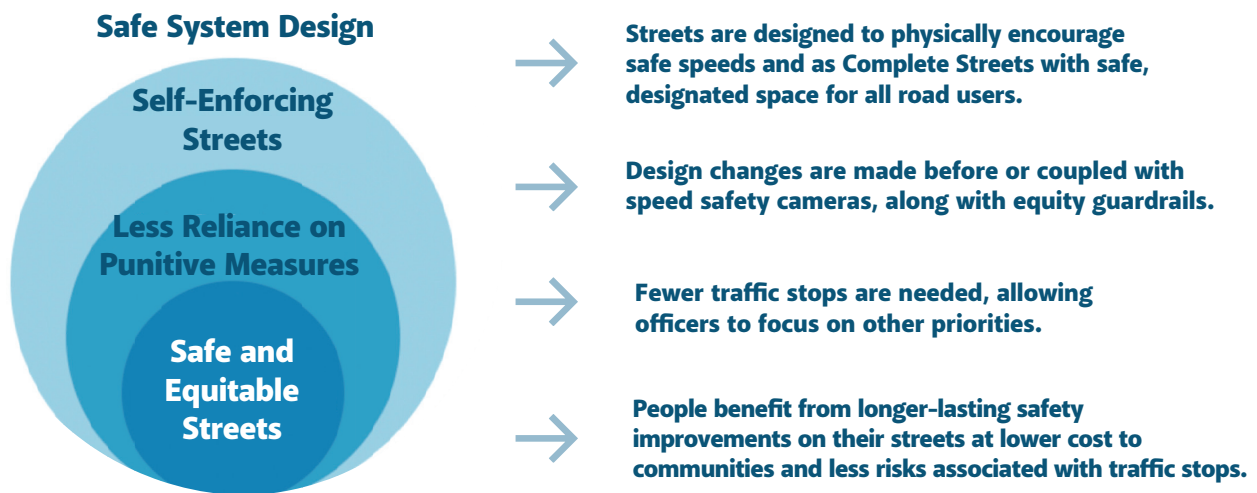 Safe System Design
Self-Enforcing
Streets
Less Reliance on
Punitive Measures
Safe and
Equitable
Streets
Streets are designed to physically encourage
safe speeds and as Complete Streets with safe,
designated space for all road users.
Design changes are made before or coupled with
speed safety cameras, along with equity guardrails.
Fewer traffic stops are needed, allowing
officers to focus on other priorities.
People benefit from longer-lasting safety
improvements on their streets at lower cost to
communities and less risks associated with traffic stops.